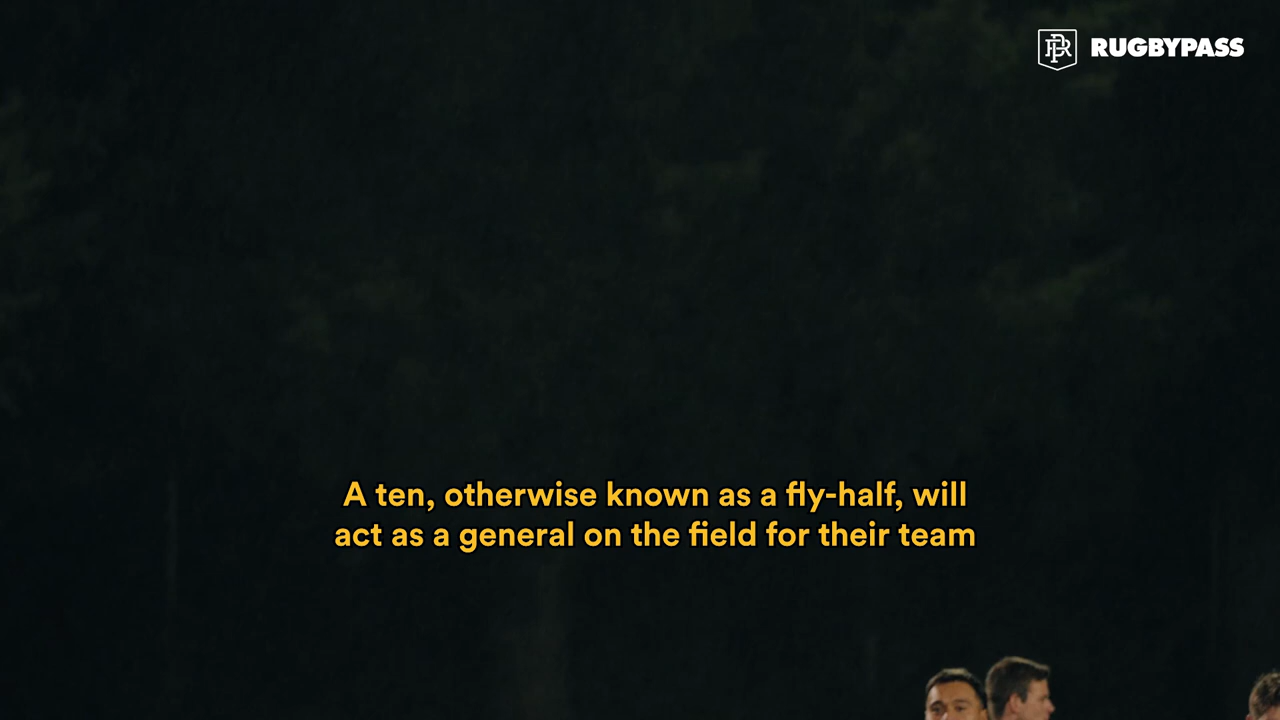 RUGBYPASS
A ten, otherwise known as a fly-half, will
act as a general on the field for their team